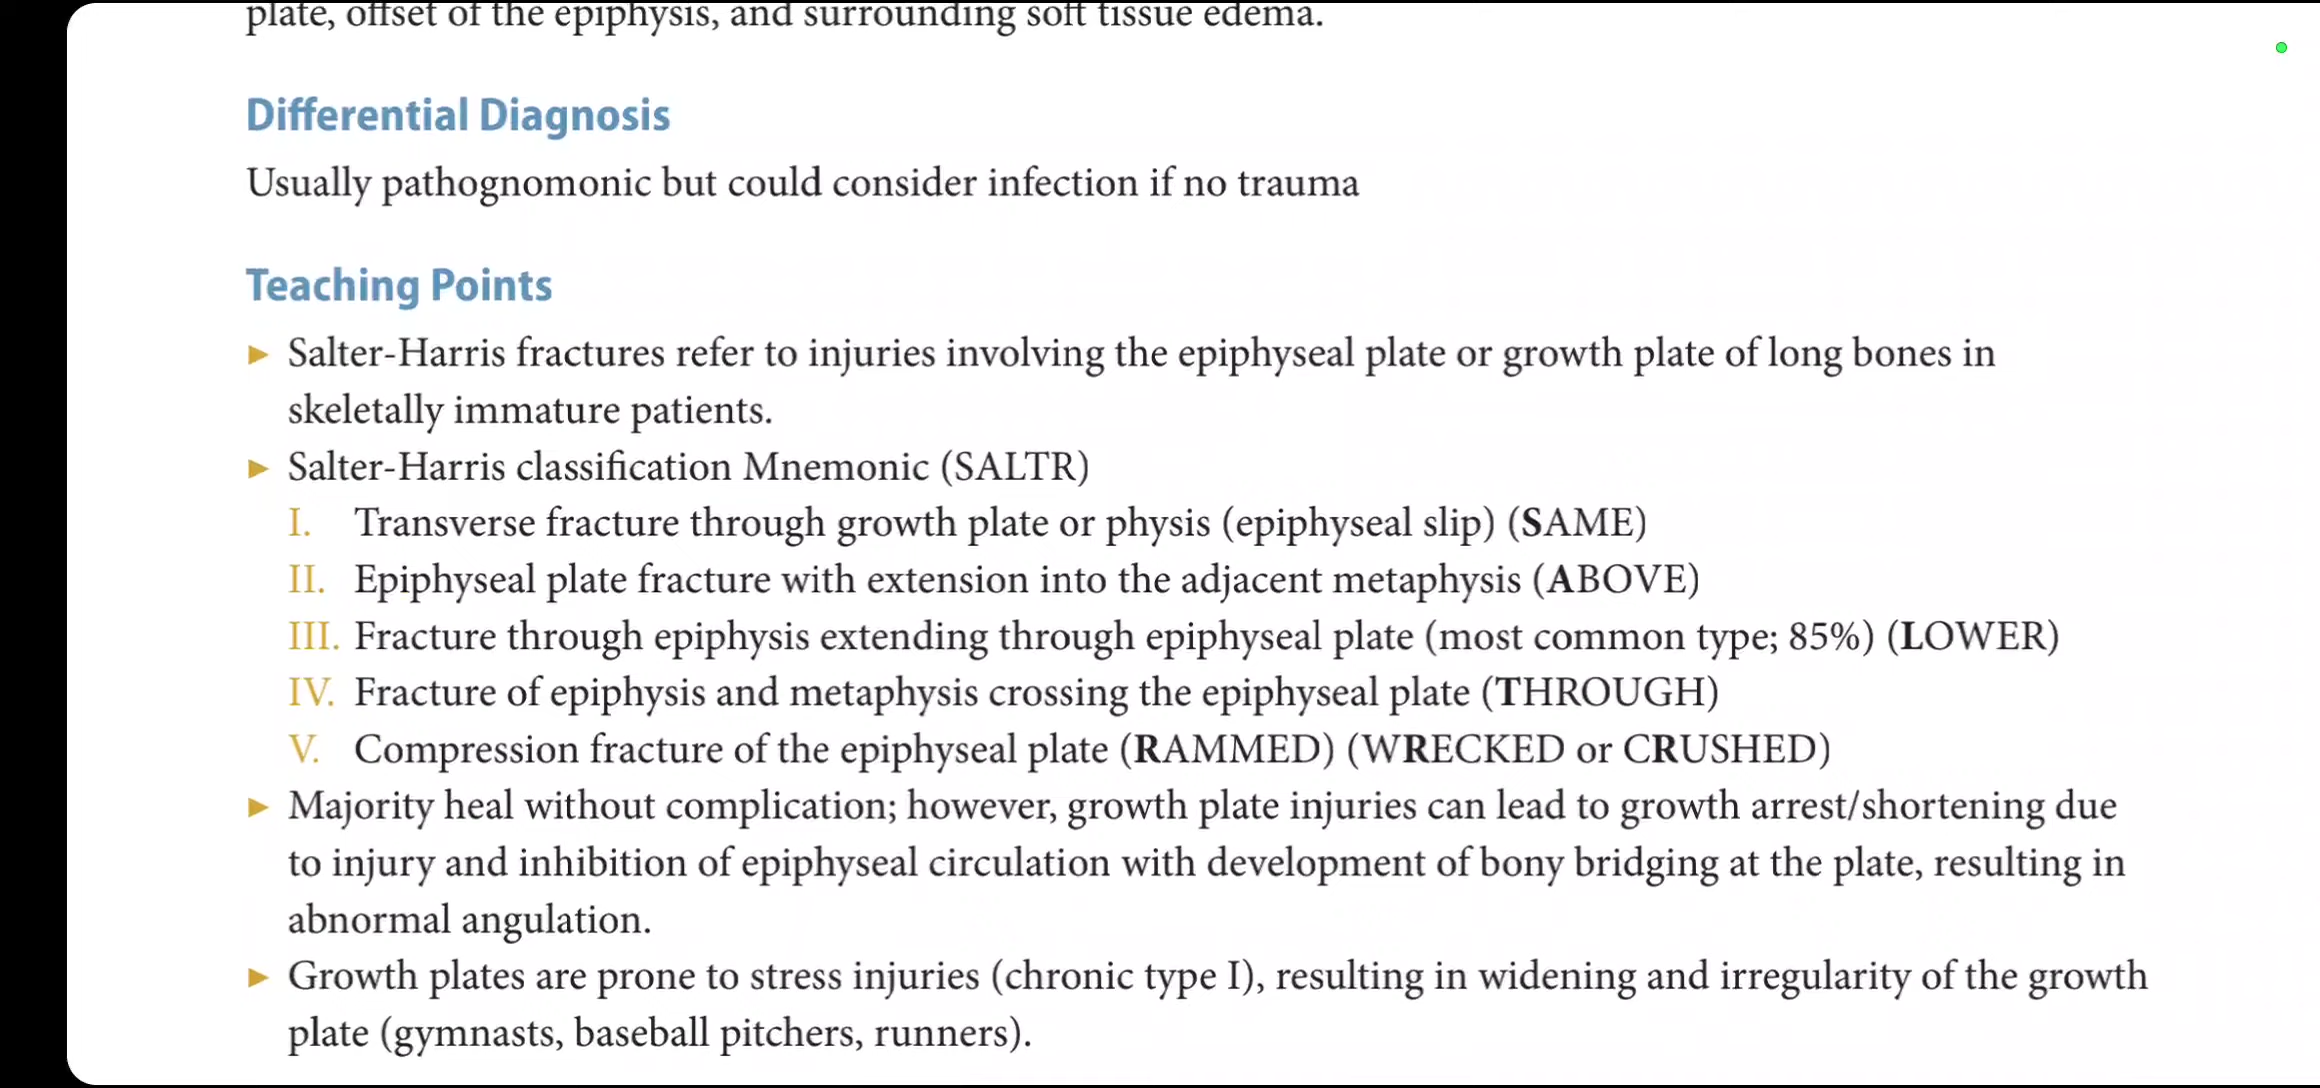 plate, offset of the epiphysis, and surrounding soft tissue edema.
Differential Diagnosis
Usually pathognomonic but could consider infection if no trauma
Teaching Points
► Salter-Harris fractures refer to injuries involving the epiphyseal plate or growth plate of long bones in
skeletally immature patients.
► Salter-Harris classification Mnemonic (SALTR)
I. Transverse fracture through growth plate or physis (epiphyseal slip) (SAME)
II. Epiphyseal plate fracture with extension into the adjacent metaphysis (ABOVE)
III. Fracture through epiphysis extending through epiphyseal plate (most common type; 85%) (LOWER)
IV. Fracture of epiphysis and metaphysis crossing the epiphyseal plate (THROUGH)
V. Compression fracture of the epiphyseal plate (RAMMED) (WRECKED or CRUSHED)
► Majority heal without complication; however, growth plate injuries can lead to growth arrest/shortening due
to injury and inhibition of epiphyseal circulation with development of bony bridging at the plate, resulting in
abnormal angulation.
► Growth plates are prone to stress injuries (chronic type I), resulting in widening and irregularity of the growth
plate (gymnasts, baseball pitchers, runners).